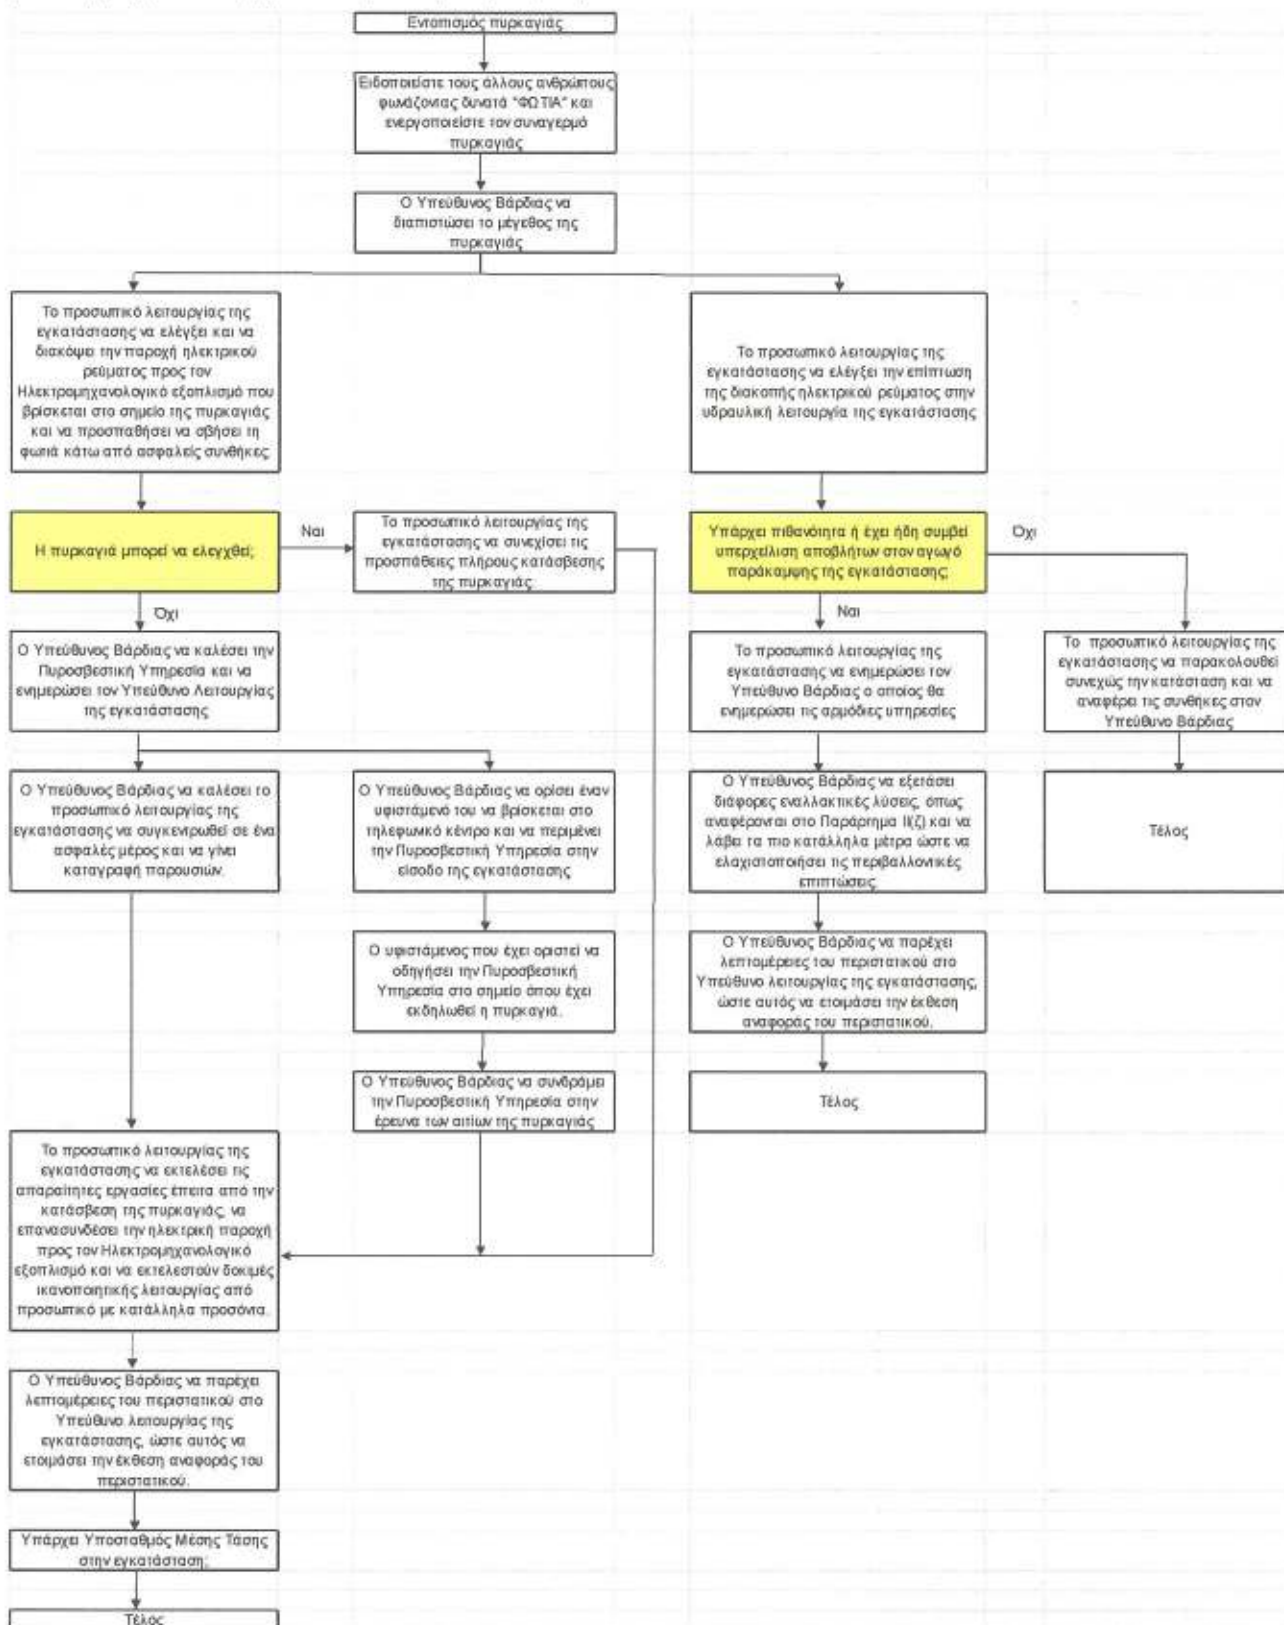 Εντοπισμός πυρκαγιάς
Ειδοποιείστε τους άλλους ανθρώπους
φωνάζοντας δυνατά "ΦΩΤΙΑ" και
ενεργοποιείστε τον συναγερμό
πυρκαγιάς
Ο Υπεύθυνος Βάρδιας να
διαπιστώσει το μέγεθος της
πυρκαγιάς
Το προσωπικό λειτουργίας της
εγκατάστασης να ελέγξει και να
διακόψει την παροχή ηλεκτρικού
ρεύματος προς τον
Ηλεκτρομηχανολογικό εξοπλισμό που
βρίσκεται στο σημείο της πυρκαγιάς
και να προσπαθήσει να σβήσει τη
φωτιά κάτω από ασφαλείς συνθήκες
Το προσωπικό λειτουργίας της
εγκατάστασης να ελέγξει την επίπτωση
της διακοπής ηλεκτρικού ρεύματος στην
υδραυλική λειτουργία της εγκατάστασης
Η πυρκαγιά μπορεί να ελεγχθεί;
Ναι
Το προσωπικό λειτουργίας της
εγκατάστασης να συνεχίσει τις
προσπάθειες πλήρους κατάσβεσης
της πυρκαγιάς
Υπάρχει πιθανότητα ή έχει ήδη συμβεί
υπερχείλιση αποβλήτων στον αγωγό
παράκαμψης της εγκατάστασης;
Όχι
Όχι
Ναι
Ο Υπεύθυνος Βάρδιας να καλέσει την
Πυροσβεστική Υπηρεσία και να
ενημερώσει τον Υπεύθυνο Λειτουργίας
της εγκατάστασης
Το προσωπικό λειτουργίας της
εγκατάστασης να ενημερώσει τον
Υπεύθυνο Βάρδιας ο οποίος θα
ενημερώσει τις αρμόδιες υπηρεσίες
Το προσωπικό λειτουργίας της
εγκατάστασης να παρακολουθεί
συνεχώς την κατάσταση και να
αναφέρει τις συνθήκες στον
Υπεύθυνο Βάρδιας
Ο Υπεύθυνος Βάρδιας να καλέσει το
προσωπικό λειτουργίας της
εγκατάστασης να συγκεντρωθεί σε ένα
ασφαλές μέρος και να γίνει
καταγραφή παρουσιών.
Ο Υπεύθυνος Βάρδιας να ορίσει έναν
υφιστάμενό του να βρίσκεται στο
τηλεφωνικό κέντρο και να περιμένει
την Πυροσβεστική Υπηρεσία στην
είσοδο της εγκατάστασης
Ο Υπεύθυνος Βάρδιας να εξετάσει
διάφορες εναλλακτικές λύσεις, όπως
αναφέρονται στο Παράρτημα ΙΙ(ζ) και να
λάβει τα πιο κατάλληλα μέτρα ώστε να
ελαχιστοποιήσει τις περιβαλλοντικές
επιπτώσεις
Τέλος
Ο υφιστάμενος που έχει οριστεί να
οδηγήσει την Πυροσβεστική
Υπηρεσία στο σημείο όπου έχει
εκδηλωθεί η πυρκαγιά.
Ο Υπεύθυνος Βάρδιας να παρέχει
λεπτομέρειες του περιστατικού στο
Υπεύθυνο λειτουργίας της εγκατάστασης,
ώστε αυτός να ετοιμάσει την έκθεση
αναφοράς του περιστατικού.
Ο Υπεύθυνος Βάρδιας να συνδράμει
την Πυροσβεστική Υπηρεσία στην
έρευνα των αιτίων της πυρκαγιάς
Τέλος
Το προσωπικό λειτουργίας της
εγκατάστασης να εκτελέσει τις
απαραίτητες εργασίες έπειτα από την
κατάσβεση της πυρκαγιάς, να
επανασυνδέσει την ηλεκτρική παροχή
προς τον Ηλεκτρομηχανολογικό
εξοπλισμό και να εκτελεστούν δοκιμές
ικανοποιητικής λειτουργίας από
προσωπικό με κατάλληλα προσόντα.
Ο Υπεύθυνος Βάρδιας να παρέχει
λεπτομέρειες του περιστατικού στο
Υπεύθυνο λειτουργίας της
εγκατάστασης, ώστε αυτός να
ετοιμάσει την έκθεση αναφοράς του
περιστατικού.
Υπάρχει Υποσταθμός Μέσης Τάσης
στην εγκατάσταση;
Τέλος